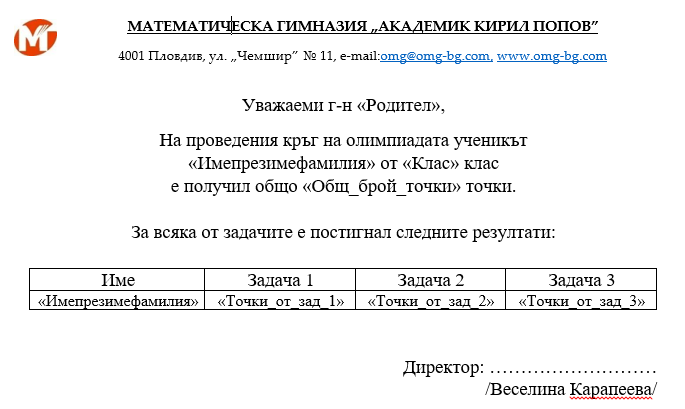 МАТЕМАТИЧЕСКА ГИМНАЗИЯ „АКАДЕМИК КИРИЛ ПОПОВ”
4001 Пловдив, ул. „Чемшир” № 11, e-mail:omg@omg-bg.com, www.omg-bg.com
Уважаеми г-н «Родител»,
На проведения кръг на олимпиадата ученикът
«Имепрезимефамилия» от «Клас» клас
е получил общо «Общ_брой_точки» точки.
За всяка от задачите е постигнал следните резултати:
Име Задача 1 Задача 2 Задача 3
«Имепрезимефамилия» «Точки_от_зад_1» «Точки_от_зад_2» «Точки_от_зад_3»
Директор: ………………………
/Веселина Карапеева/